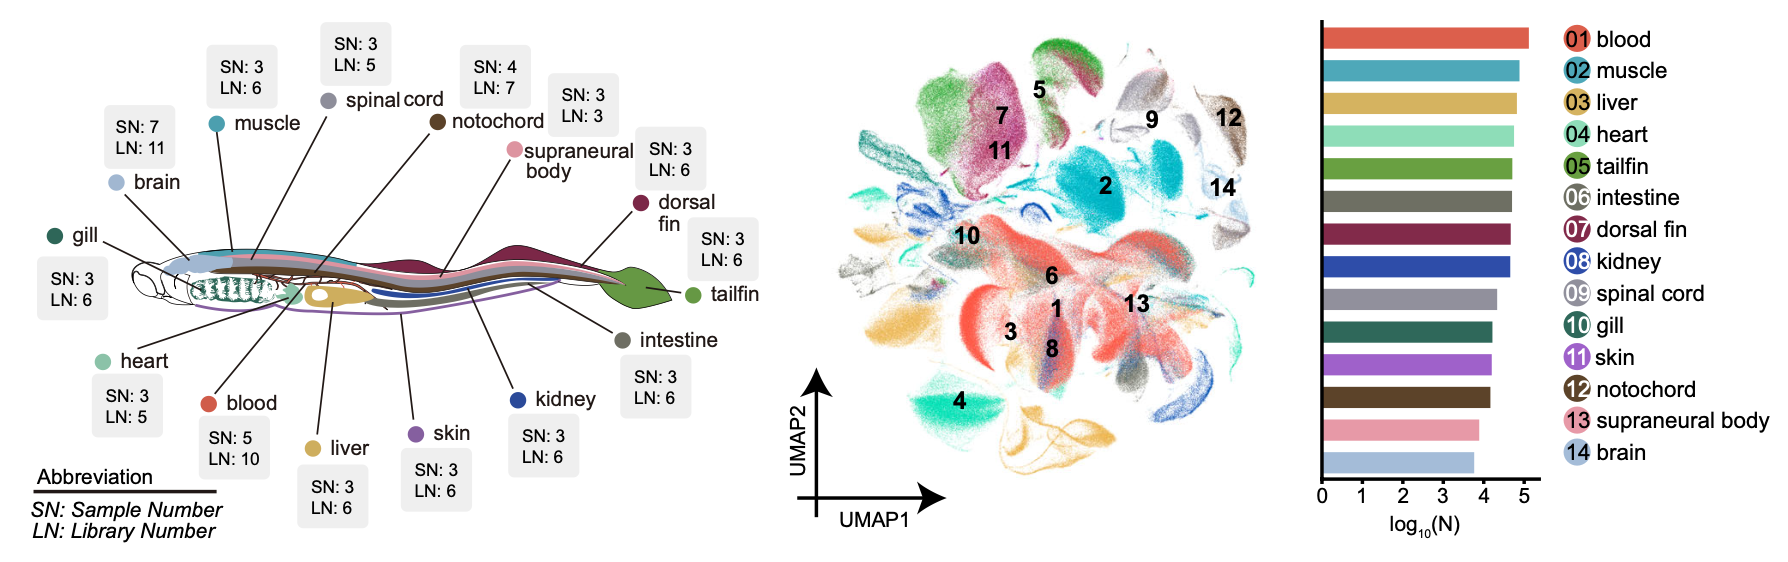 SN: 3
LN: 5
SN: 3
LN: 6
SN: 4
LN: 7
spinal cord
SN: 3
LN: 3
muscle
notochord
SN: 7
LN: 11
supraneural
body
SN: 3
LN: 6
brain
dorsal
fin
gill
SN: 3
LN: 6
SN: 3
LN: 6
tailfin
intestine
heart
SN: 3
LN: 6
SN: 3
LN: 5
blood
kidney
SN: 5
LN: 10
skin
SN: 3
LN: 6
liver
SN: 3
LN: 6
SN: 3
LN: 6
Abbreviation
SN: Sample Number
LN: Library Number
5
7
9
12
11
2
14
10
6
1
13
3
8
4
UMAP2
UMAP1
01 blood
02 muscle
03 liver
04 heart
05 tailfin
06 intestine
07 dorsal fin
08 kidney
09 spinal cord
10 gill
11 skin
12 notochord
13 supraneural body
14 brain
0 1 2 3 4 5
log10(N)